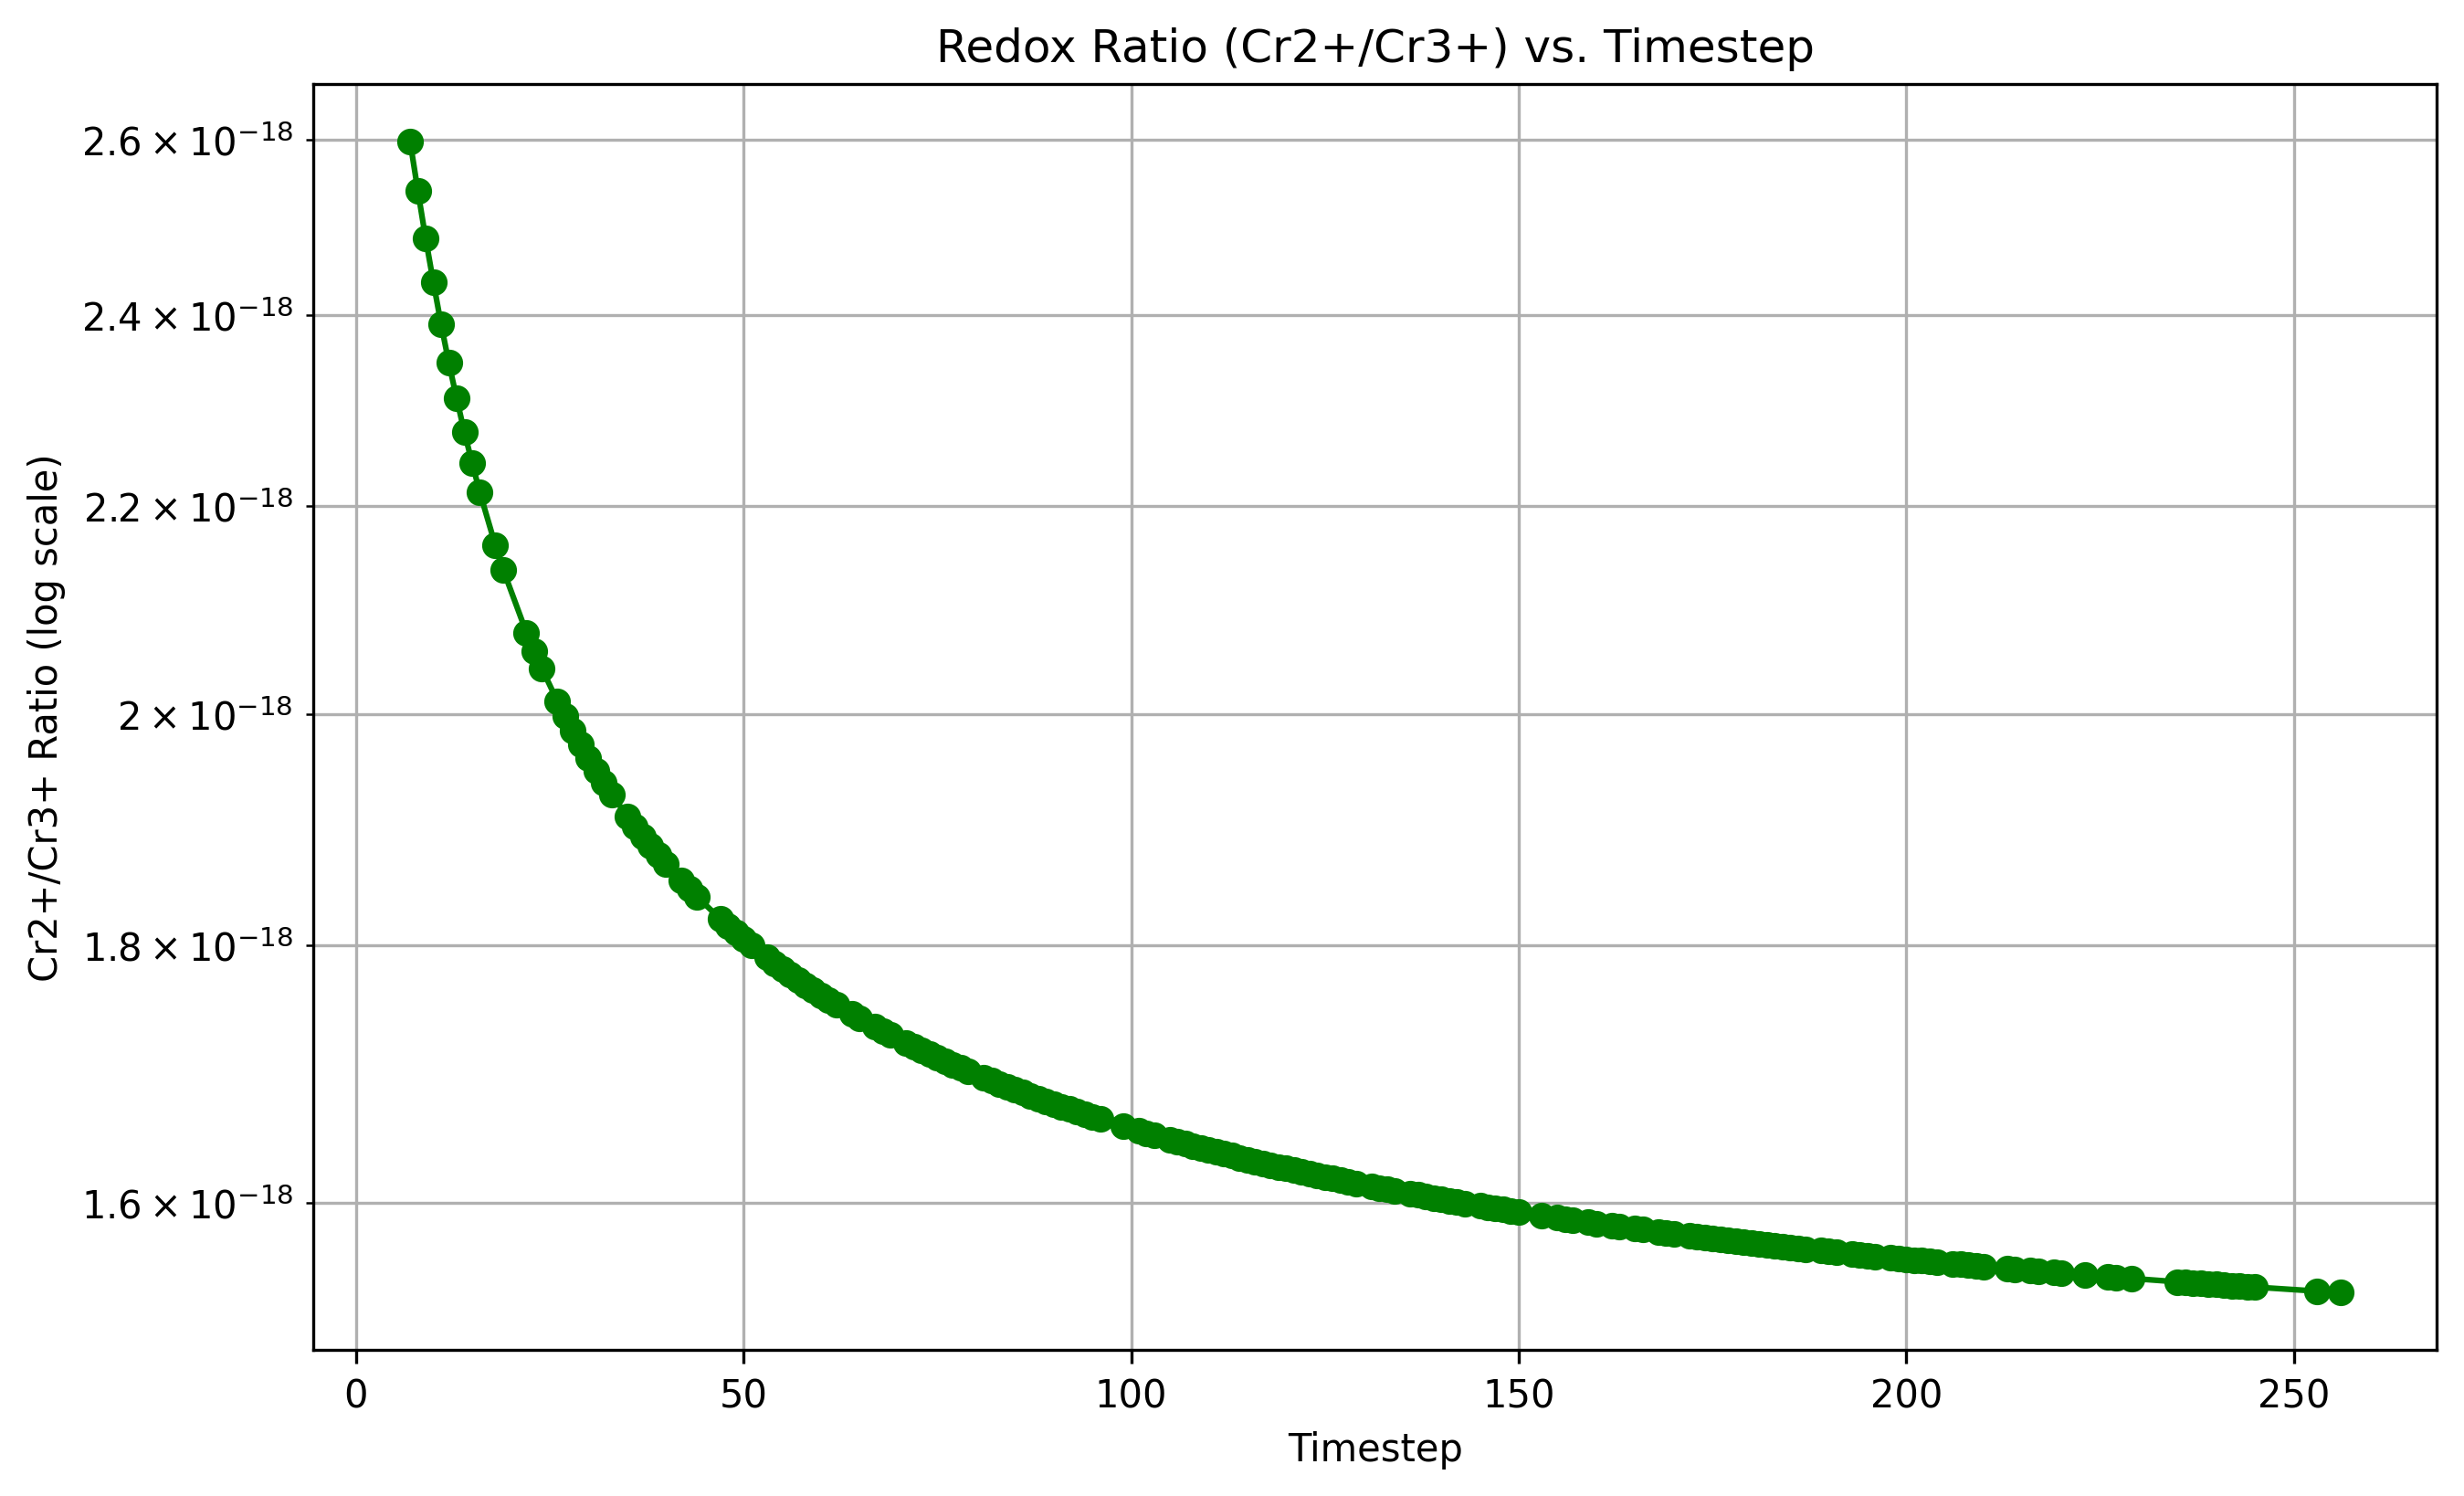 Redox Ratio (Cr2+/Cr3+) vs. Timestep
Cr2+/Cr3+ Ratio (log scale)
2.6 × 10⁻¹⁸
2.4 × 10⁻¹⁸
2.2 × 10⁻¹⁸
2 × 10⁻¹⁸
1.8 × 10⁻¹⁸
1.6 × 10⁻¹⁸
0 50 100 150 200 250
Timestep